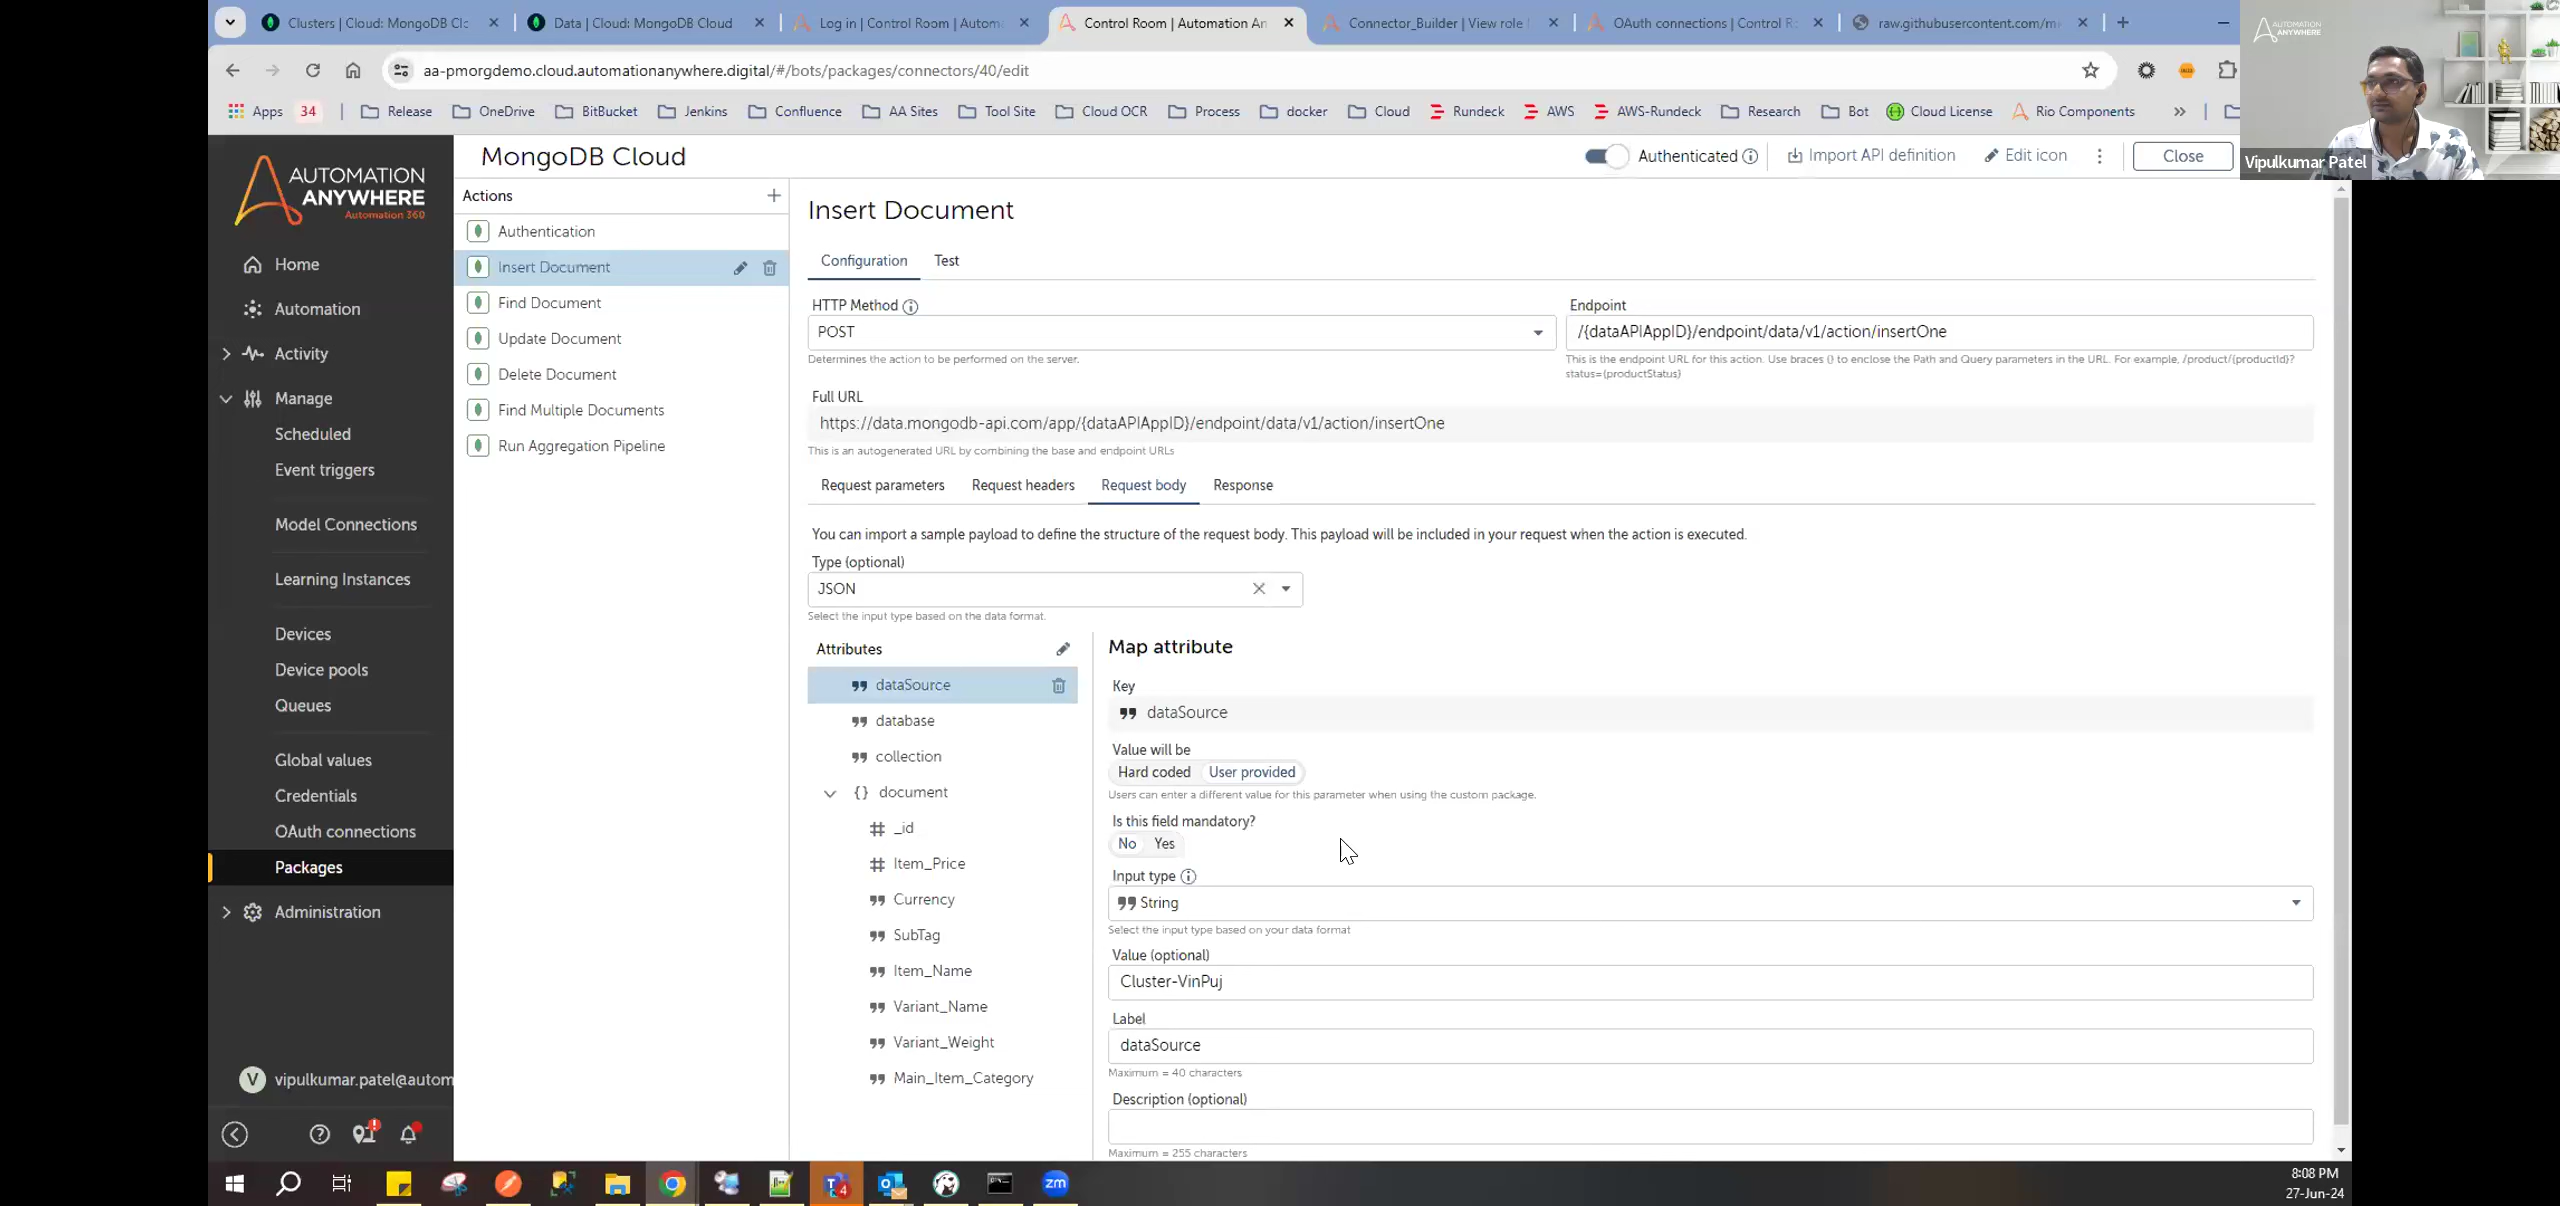 Clusters | Cloud: MongoDB Clo
Data | Cloud: MongoDB Cloud
Log in | Control Room | Automa
Control Room | Automation An
Connector_Builder | View role |
OAuth connections | Control R
raw.githubusercontent.com/m
aa-pmorgdemo.cloud.automationanywhere.digital/#/bots/packages/connectors/40/edit
Apps 34 Release OneDrive BitBucket Jenkins Confluence AA Sites Tool Site Cloud OCR Process docker Cloud Rundeck AWS AWS-Rundeck Research Bot Cloud License Rio Components
AUTOMATION
ANYWHERE
Vipulkumar Patel
AUTOMATION
ANYWHERE
Automation 360
Home
Automation
Activity
Manage
Scheduled
Event triggers
Model Connections
Learning Instances
Devices
Device pools
Queues
Global values
Credentials
OAuth connections
Packages
Administration
V vipulkumar.patel@autom
MongoDB Cloud
Authenticated
Import API definition
Edit icon
Close
Actions
Authentication
Insert Document
Find Document
Update Document
Delete Document
Find Multiple Documents
Run Aggregation Pipeline
Insert Document
Configuration Test
HTTP Method
POST
Determines the action to be performed on the server.
Endpoint
/{dataAPIAppID}/endpoint/data/v1/action/insertOne
This is the endpoint URL for this action. Use braces {} to enclose the Path and Query parameters in the URL. For example, /product/{productId}?
status={productStatus}
Full URL
https://data.mongodb-api.com/app/{dataAPIAppID}/endpoint/data/v1/action/insertOne
This is an autogenerated URL by combining the base and endpoint URLs
Request parameters Request headers Request body Response
You can import a sample payload to define the structure of the request body. This payload will be included in your request when the action is executed.
Type (optional)
JSON
Select the input type based on the data format.
Attributes
dataSource
database
collection
{} document
_id
Item_Price
Currency
SubTag
Item_Name
Variant_Name
Variant_Weight
Main_Item_Category
Map attribute
Key
dataSource
Value will be
Hard coded User provided
Users can enter a different value for this parameter when using the custom package.
Is this field mandatory?
No Yes
Input type
String
Select the input type based on your data format
Value (optional)
Cluster-VinPuj
Label
dataSource
Maximum = 40 characters
Description (optional)
Maximum = 255 characters
4
zm
8:08 PM
27-Jun-24